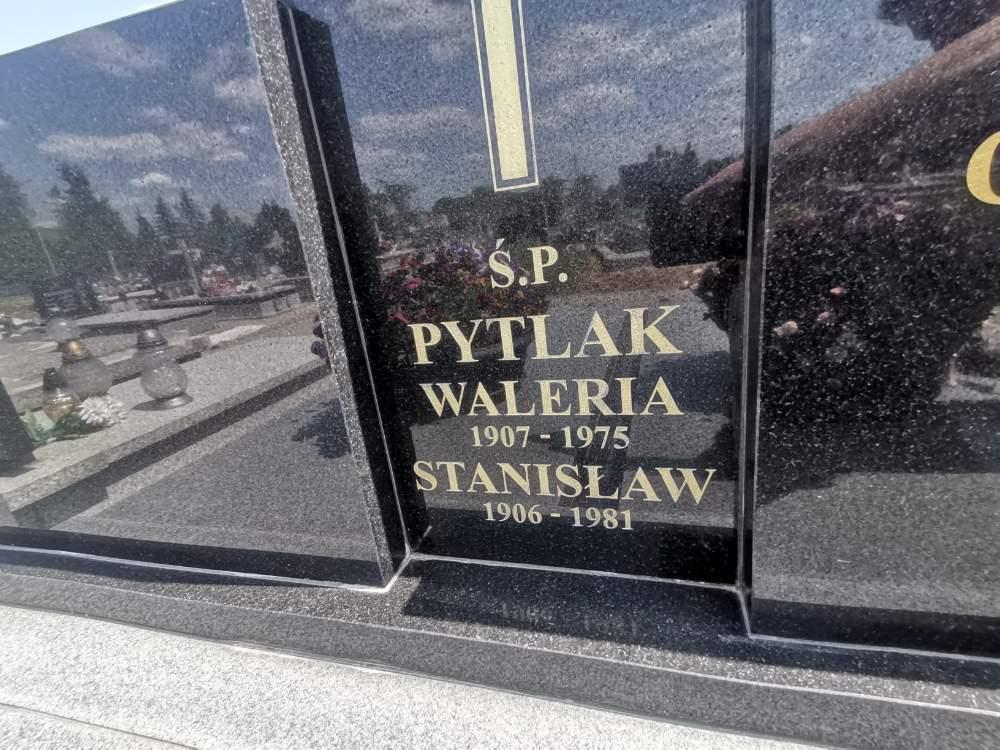 Ś.P.
PYTLAK
WALERIA
1907 - 1975
STANISŁAW
1906 - 1981